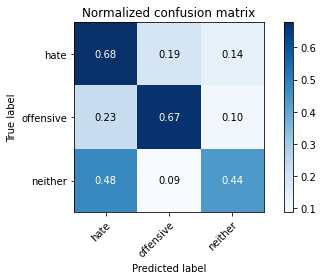 Normalized confusion matrix
True label
hate
0.68 0.19 0.14
offensive
0.23 0.67 0.10
neither
0.48 0.09 0.44
hate
offensive
neither
Predicted label
0.6
0.5
0.4
0.3
0.2
0.1